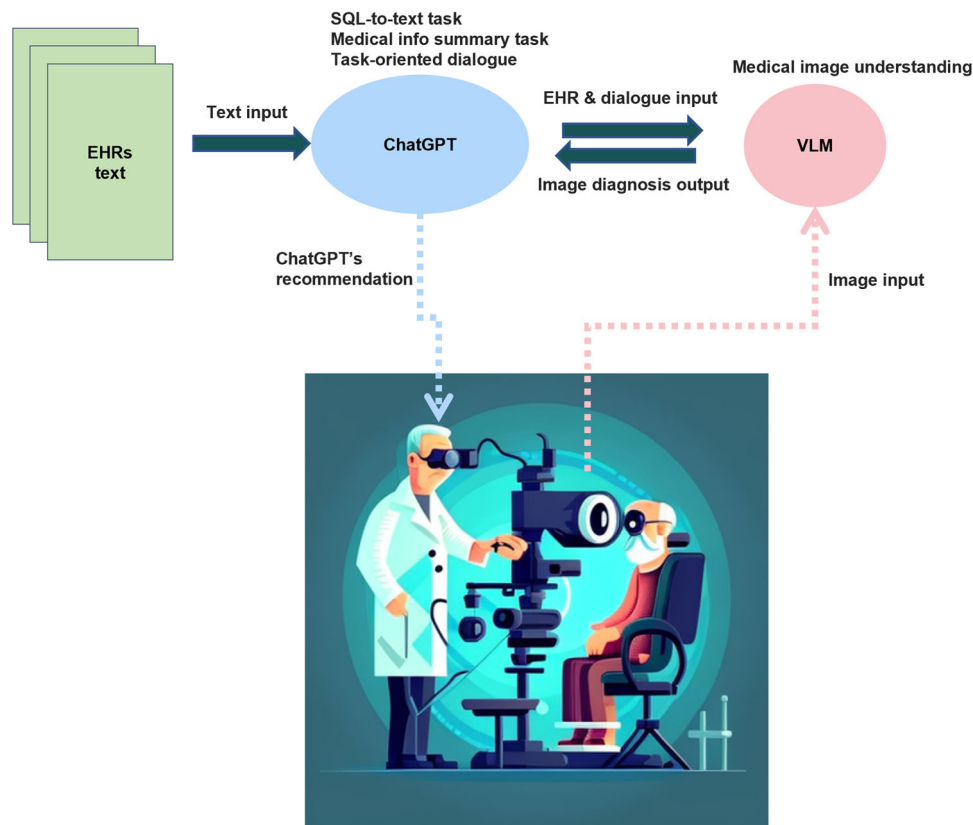 SQL-to-text task
Medical info summary task
Task-oriented dialogue
Medical image understanding
Text input
EHR & dialogue input
EHRs
text
ChatGPT
VLM
Image diagnosis output
ChatGPT's
recommendation
Image input